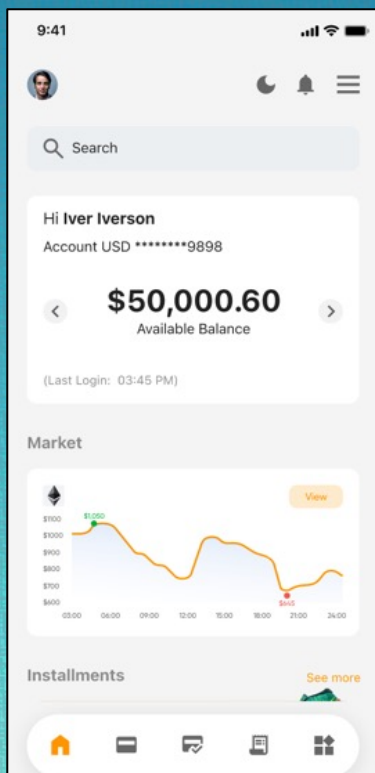 9:41
Search
Hi Iver Iverson
Account USD ********9898
$50,000.60
Available Balance
(Last Login: 03:45 PM)
Market
View
$1100
$1,050
$1000
$900
$800
$700
$600
$645
03:00 06:00 09:00 12:00 15:00 18:00 21:00 24:00
Installments
See more